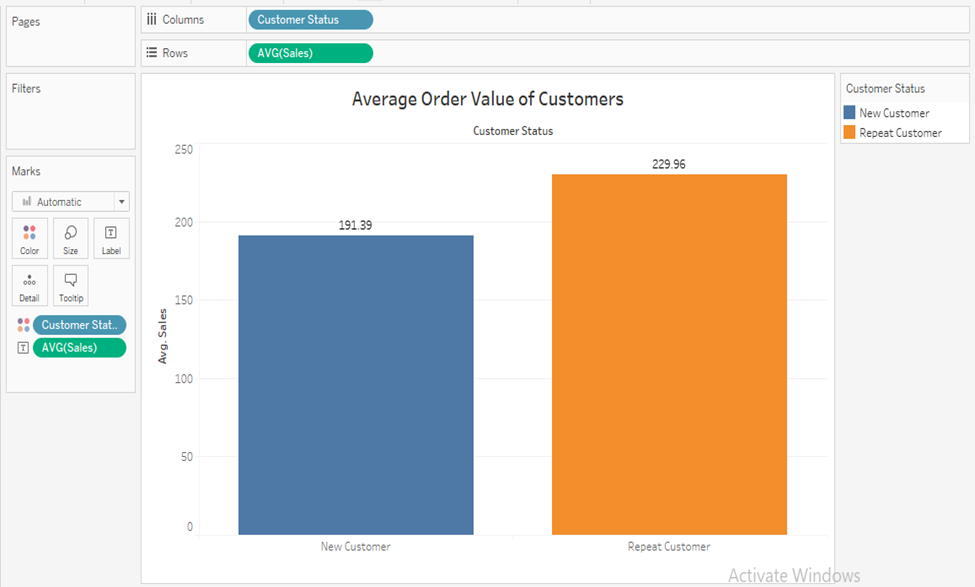 Pages
Columns
Customer Status
Rows
AVG(Sales)
Filters
Marks
Automatic
Color
Size
Label
Detail
Tooltip
Customer Stat..
AVG(Sales)
Average Order Value of Customers
Customer Status
250
200
150
100
50
0
Avg. Sales
191.39
229.96
New Customer
Repeat Customer
Customer Status
New Customer
Repeat Customer
Activate Windows